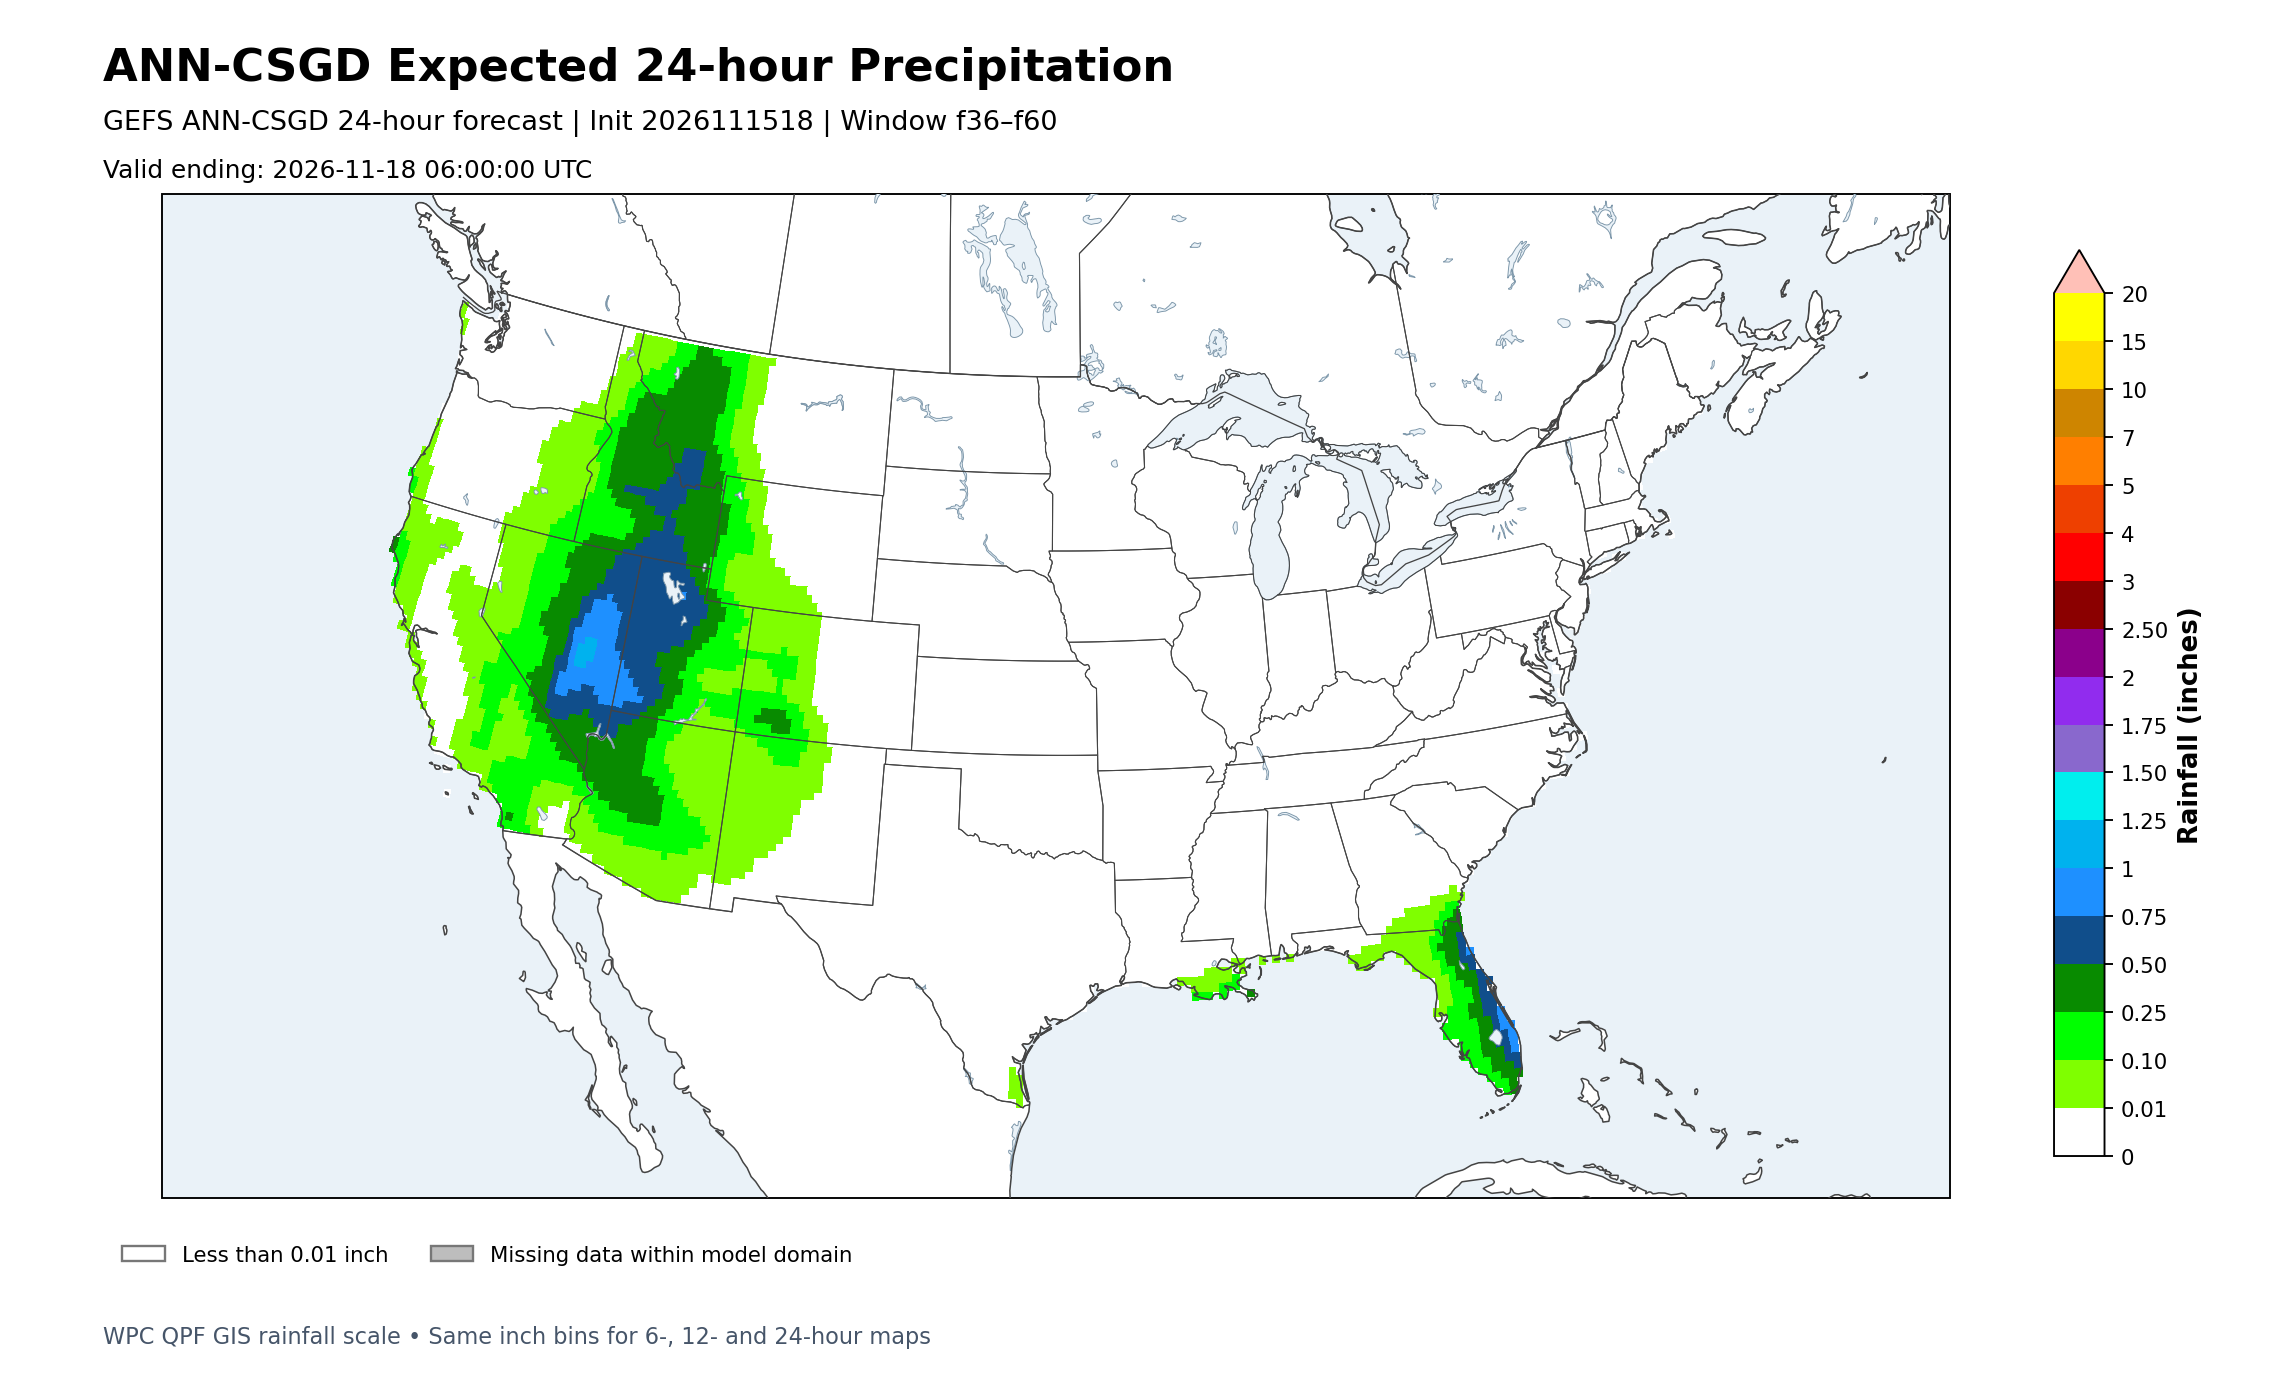 ANN-CSGD Expected 24-hour Precipitation
GEFS ANN-CSGD 24-hour forecast | Init 2026111518 | Window f36–f60
Valid ending: 2026-11-18 06:00:00 UTC
20
15
10
7
5
4
3
2.50
2
1.75
1.50
1.25
1
0.75
0.50
0.25
0.10
0.01
0
Rainfall (inches)
Less than 0.01 inch
Missing data within model domain
WPC QPF GIS rainfall scale • Same inch bins for 6-, 12- and 24-hour maps